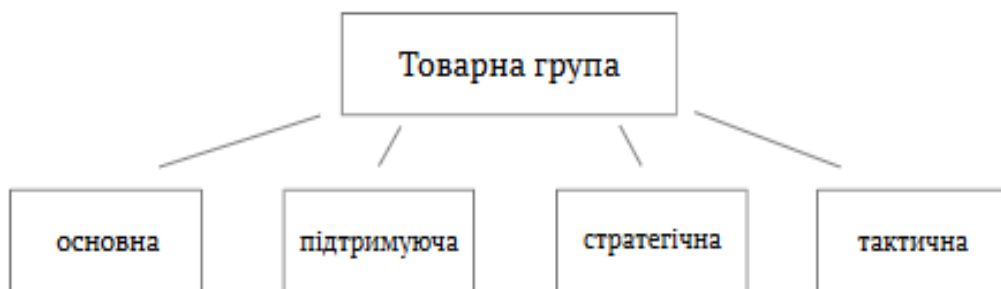 Товарна група
основна
підтримуюча
стратегічна
тактична